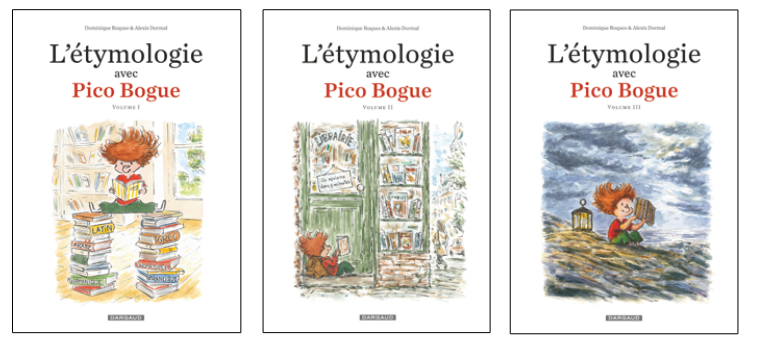 Dominique Roques & Alexis Dormal
L'étymologie
avec
Pico Bogue
VOLUME I
LATIN
DARGAUD
Dominique Roques & Alexis Dormal
L'étymologie
avec
Pico Bogue
VOLUME II
LIBRAIRIE
DARGAUD
Dominique Roques & Alexis Dormal
L'étymologie
avec
Pico Bogue
VOLUME III
DARGAUD